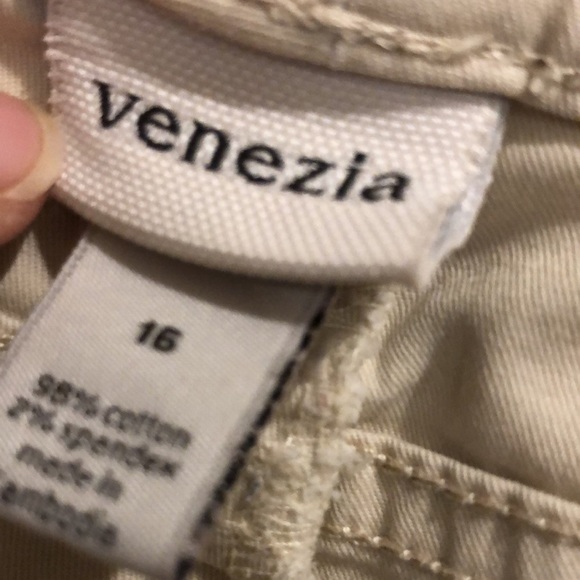 venezia
16
98% cotton
2% spandex
made in
ambodia